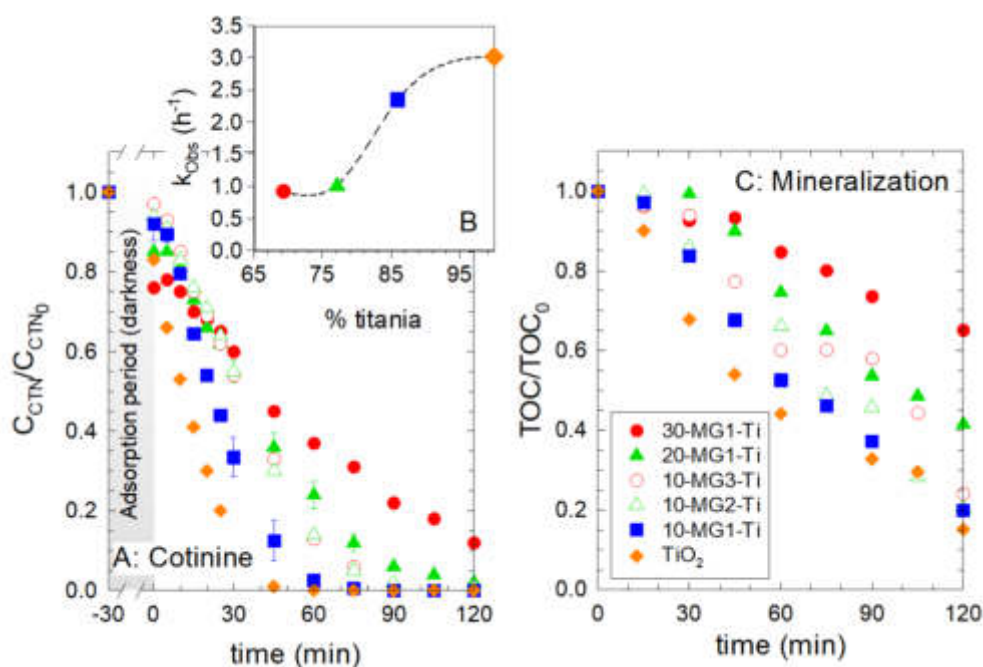 3.5
3.0
2.5
2.0
1.5
1.0
0.5
0.0
k_Obs (h⁻¹)
B
65 75 85 95
% titania
1.0
0.8
0.6
0.4
0.2
0.0
C_CTN/C_CTN₀
Adsorption period (darkness)
A: Cotinine
-30 0 30 60 90 120
time (min)
C: Mineralization
1.0
0.8
0.6
0.4
0.2
0.0
TOC/TOC₀
30-MG1-Ti
20-MG1-Ti
10-MG3-Ti
10-MG2-Ti
10-MG1-Ti
TiO₂
0 30 60 90 120
time (min)